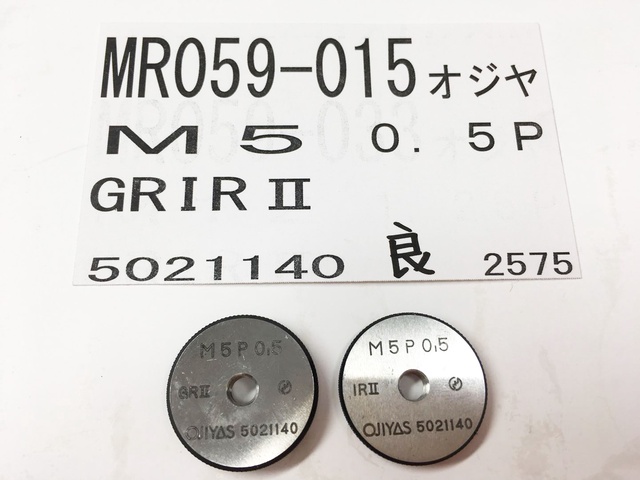 MR059-015オジヤ
M5 0.5P
GRIRⅡ
5021140 良 2575
M5P0,5
GRⅡ
OJIYAS 5021140
M5P0,5
IRⅡ
OJIYAS 5021140